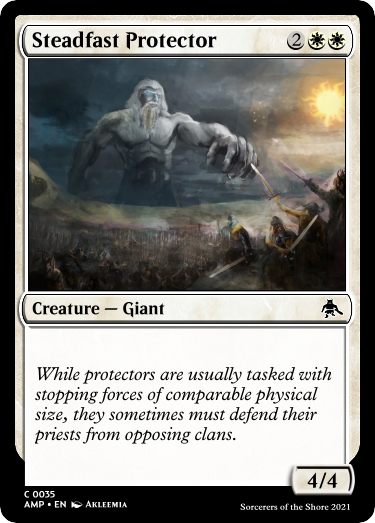 Steadfast Protector 2
Creature — Giant
While protectors are usually tasked with
stopping forces of comparable physical
size, they sometimes must defend their
priests from opposing clans.
4/4
C 0035
AMP • EN Akleemia
Sorcerers of the Shore 2021